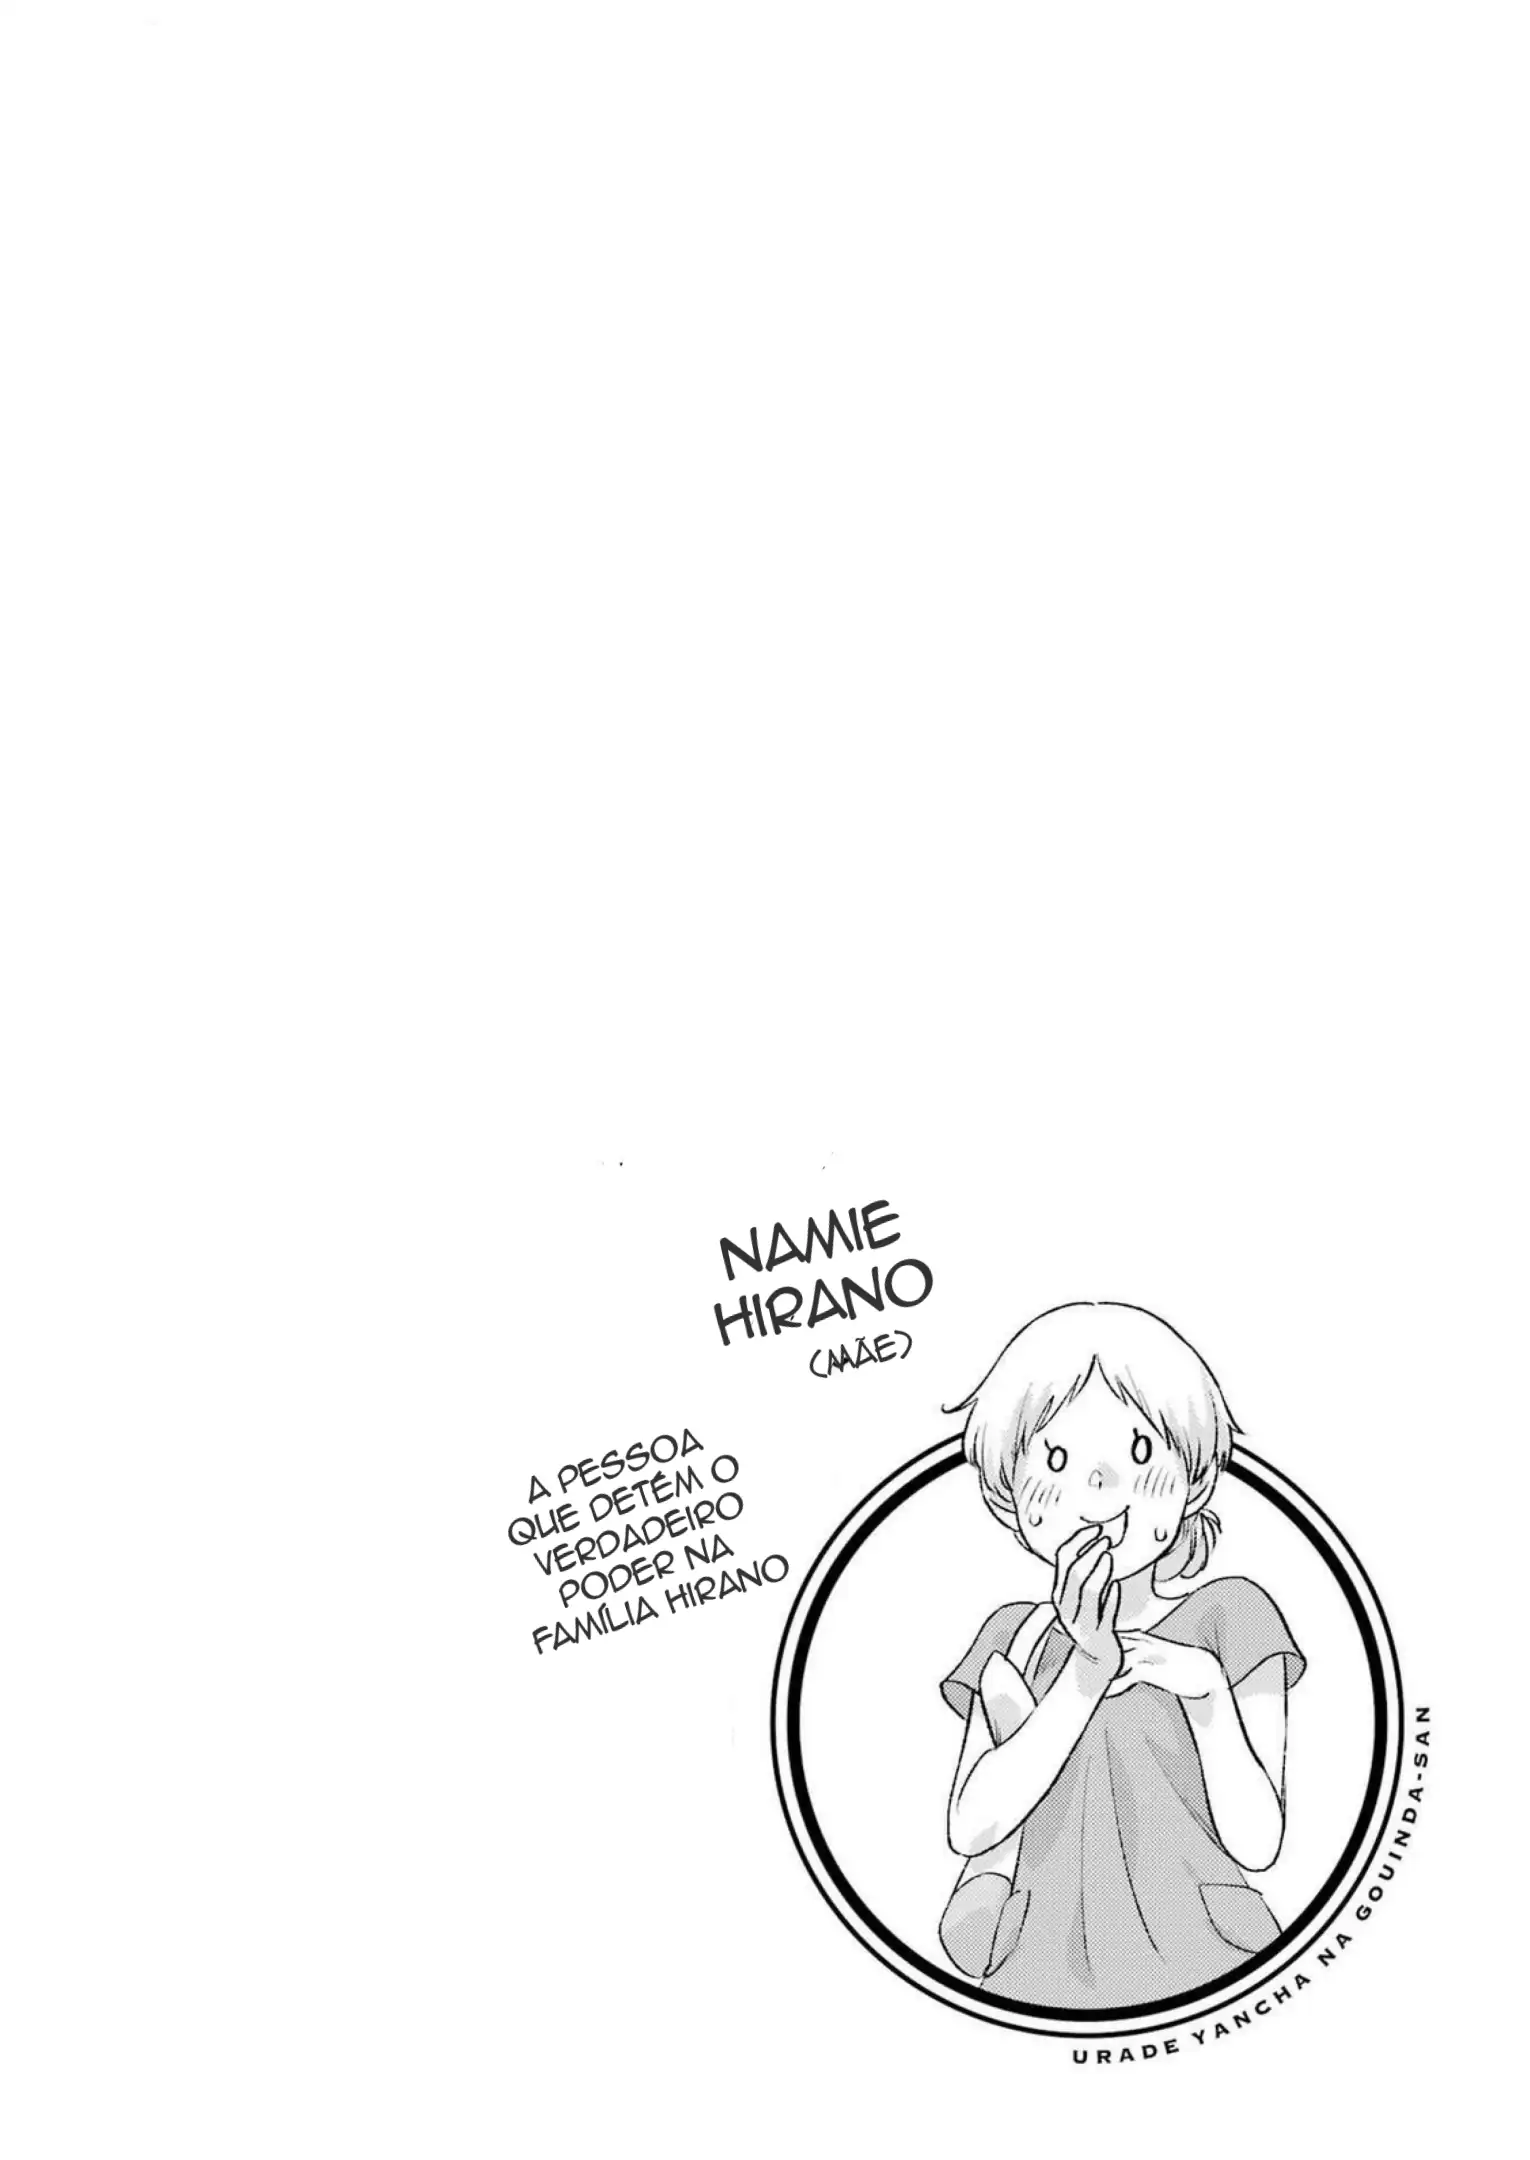 NAMIE
HIRANO
(MÃE)
A PESSOA
QUE DETÉM O
VERDADEIRO
PODER NA
FAMÍLIA HIRANO
URADE YANCHA NA GOUINDA-SAN